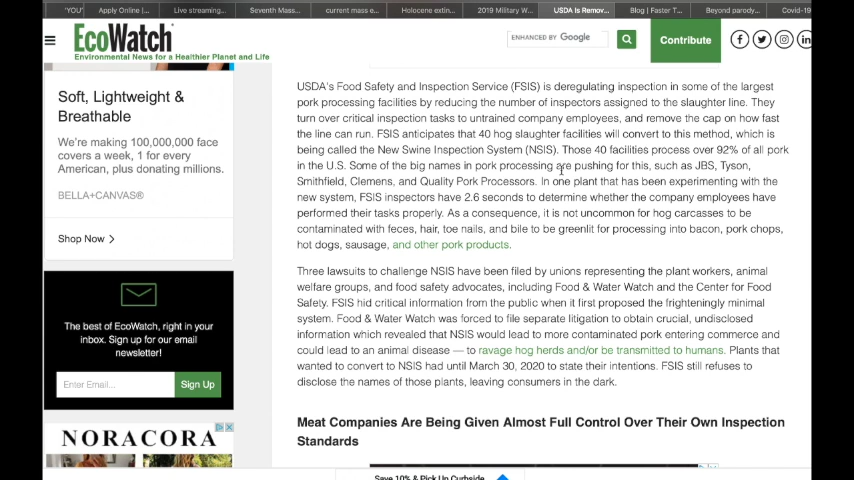 'YOU'
Apply Online |...
Live streaming...
Seventh Mass...
current mass e...
Holocene extin...
2019 Military W...
USDA Is Remov...
Blog | Faster T...
Beyond parody...
Covid-19
EcoWatch
Environmental News for a Healthier Planet and Life
ENHANCED BY Google
Contribute
Soft, Lightweight &
Breathable
We're making 100,000,000 face
covers a week, 1 for every
American, plus donating millions.
BELLA+CANVAS®
Shop Now >
The best of EcoWatch, right in your
inbox. Sign up for our email
newsletter!
Enter Email...
Sign Up
NORACORA
USDA's Food Safety and Inspection Service (FSIS) is deregulating inspection in some of the largest
pork processing facilities by reducing the number of inspectors assigned to the slaughter line. They
turn over critical inspection tasks to untrained company employees, and remove the cap on how fast
the line can run. FSIS anticipates that 40 hog slaughter facilities will convert to this method, which is
being called the New Swine Inspection System (NSIS). Those 40 facilities process over 92% of all pork
in the U.S. Some of the big names in pork processing are pushing for this, such as JBS, Tyson,
Smithfield, Clemens, and Quality Pork Processors. In one plant that has been experimenting with the
new system, FSIS inspectors have 2.6 seconds to determine whether the company employees have
performed their tasks properly. As a consequence, it is not uncommon for hog carcasses to be
contaminated with feces, hair, toe nails, and bile to be greenlit for processing into bacon, pork chops,
hot dogs, sausage, and other pork products.
Three lawsuits to challenge NSIS have been filed by unions representing the plant workers, animal
welfare groups, and food safety advocates, including Food & Water Watch and the Center for Food
Safety. FSIS hid critical information from the public when it first proposed the frighteningly minimal
system. Food & Water Watch was forced to file separate litigation to obtain crucial, undisclosed
information which revealed that NSIS would lead to more contaminated pork entering commerce and
could lead to an animal disease — to ravage hog herds and/or be transmitted to humans. Plants that
wanted to convert to NSIS had until March 30, 2020 to state their intentions. FSIS still refuses to
disclose the names of those plants, leaving consumers in the dark.
Meat Companies Are Being Given Almost Full Control Over Their Own Inspection
Standards
Save 10% & Pick Up Curbside